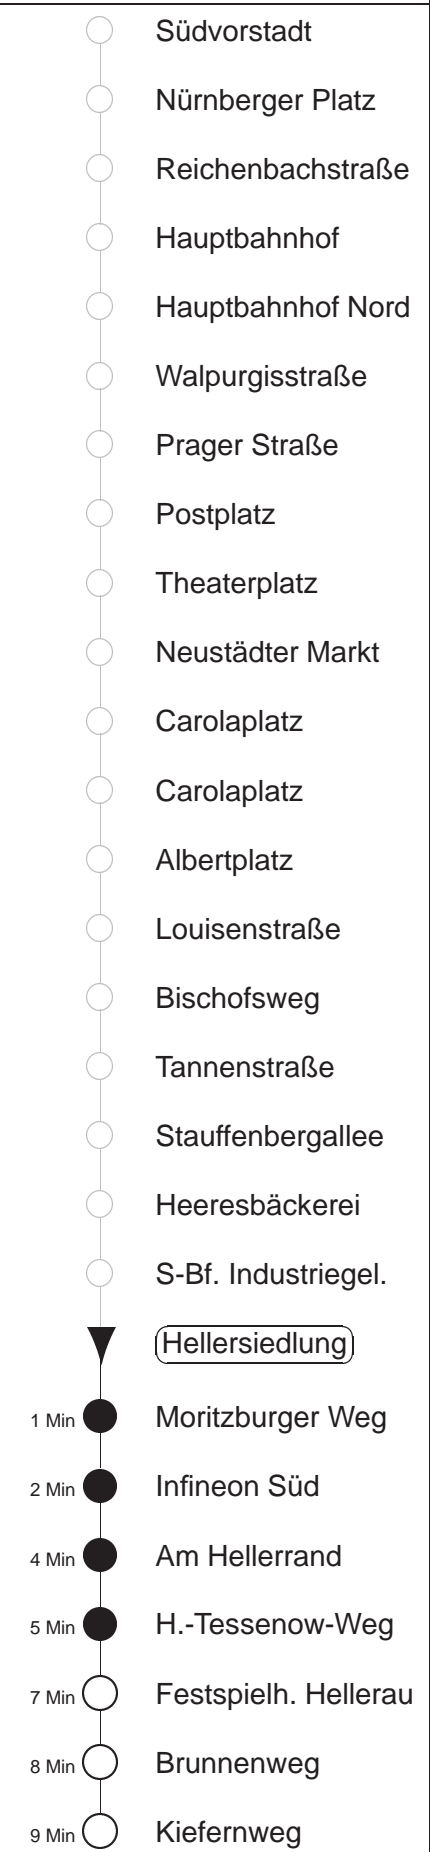 Südvorstadt
Nürnberger Platz
Reichenbachstraße
Hauptbahnhof
Hauptbahnhof Nord
Walpurgisstraße
Prager Straße
Postplatz
Theaterplatz
Neustädter Markt
Carolaplatz
Carolaplatz
Albertplatz
Louisenstraße
Bischofsweg
Tannenstraße
Stauffenbergallee
Heeresbäckerei
S-Bf. Industriegel.
Hellersiedlung
1 Min Moritzburger Weg
2 Min Infineon Süd
4 Min Am Hellerrand
5 Min H.-Tessenow-Weg
7 Min Festspielh. Hellerau
8 Min Brunnenweg
9 Min Kiefernweg